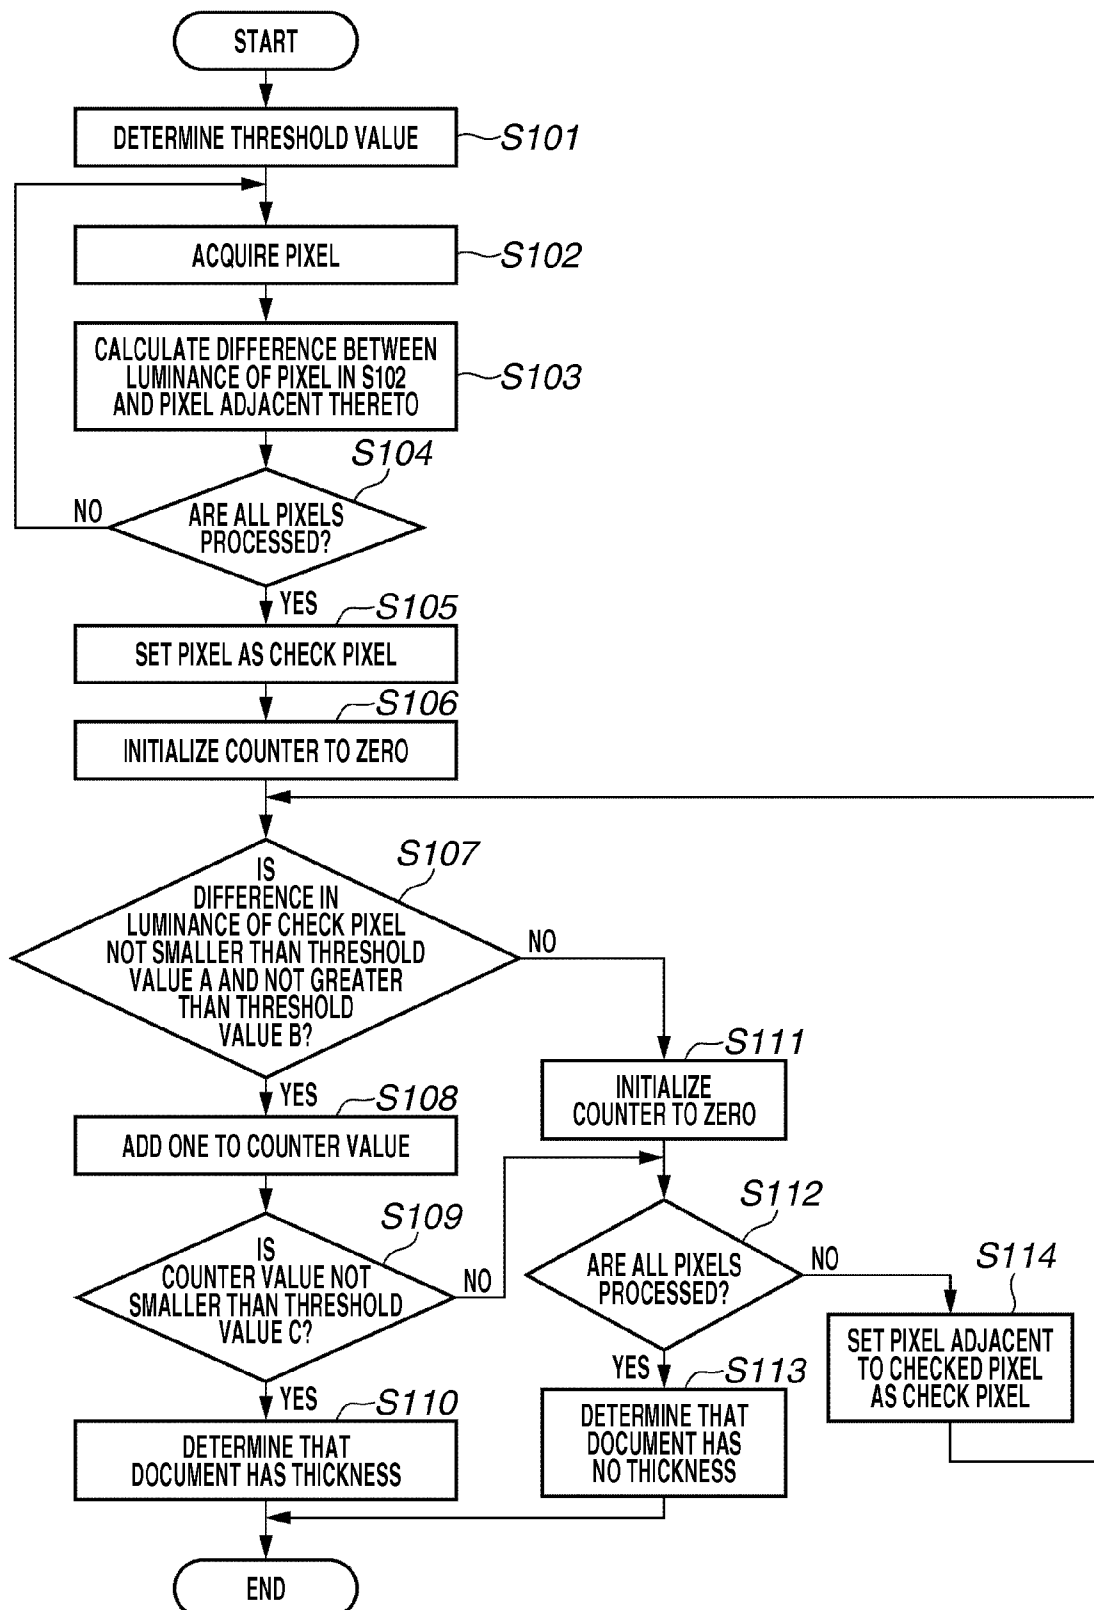 START
DETERMINE THRESHOLD VALUE
S101
ACQUIRE PIXEL
S102
CALCULATE DIFFERENCE BETWEEN
LUMINANCE OF PIXEL IN S102
AND PIXEL ADJACENT THERETO
S103
S104
ARE ALL PIXELS
PROCESSED?
NO
YES
S105
SET PIXEL AS CHECK PIXEL
S106
INITIALIZE COUNTER TO ZERO
S107
IS
DIFFERENCE IN
LUMINANCE OF CHECK PIXEL
NOT SMALLER THAN THRESHOLD
VALUE A AND NOT GREATER
THAN THRESHOLD
VALUE B?
NO
YES
S108
ADD ONE TO COUNTER VALUE
S109
IS
COUNTER VALUE NOT
SMALLER THAN THRESHOLD
VALUE C?
NO
YES
S110
DETERMINE THAT
DOCUMENT HAS THICKNESS
S111
INITIALIZE
COUNTER TO ZERO
S112
ARE ALL PIXELS
PROCESSED?
NO
YES
S113
DETERMINE THAT
DOCUMENT HAS
NO THICKNESS
S114
SET PIXEL ADJACENT
TO CHECKED PIXEL
AS CHECK PIXEL
END